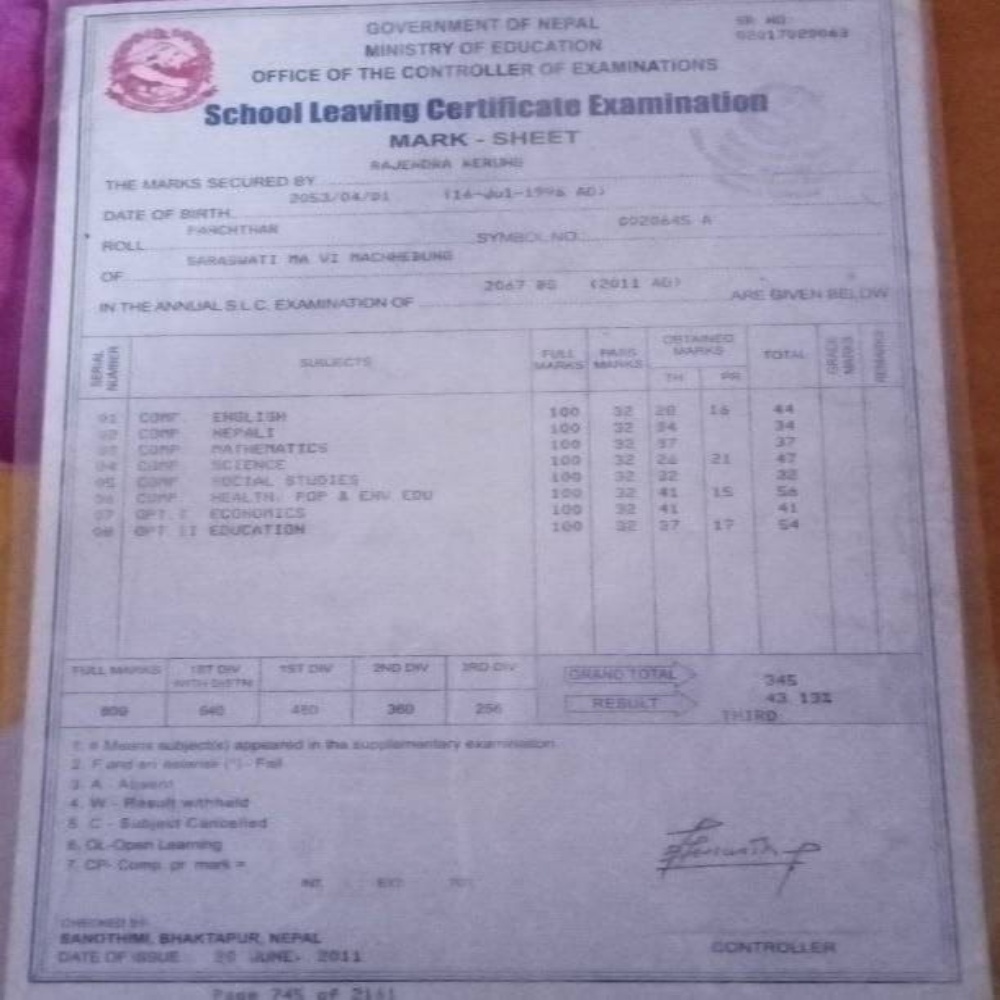 GOVERNMENT OF NEPAL
SR. NO
02017029063
MINISTRY OF EDUCATION
OFFICE OF THE CONTROLLER OF EXAMINATIONS
School Leaving Certificate Examination
MARK - SHEET
RAJENDRA KERUNG
THE MARKS SECURED BY
2053/04/01 (16-Jul-1996 AD)
DATE OF BIRTH
PANCHTHAR 0020645 A
ROLL SYMBOL NO.
SARASWATI MA VI MACHHEBUNG
OF
2067 BS (2011 AD)
IN THE ANNUAL S.L.C. EXAMINATION OF ARE GIVEN BELOW
SERIAL NUMBER SUBJECTS FULL MARKS PASS MARKS OBTAINED MARKS TOTAL GRACE MARKS REMARKS
TH PR
01 COMP ENGLISH 100 32 28 16 44
02 COMP NEPALI 100 32 34 34
03 COMP MATHEMATICS 100 32 37 37
04 COMP SCIENCE 100 32 26 21 47
05 COMP SOCIAL STUDIES 100 32 32 32
06 COMP HEALTH, POP & ENV EDU 100 32 41 15 56
07 OPT I ECONOMICS 100 32 41 41
08 OPT II EDUCATION 100 32 37 17 54
FULL MARKS 1ST DIV WITH DISTN 1ST DIV 2ND DIV 3RD DIV
800 640 480 360 256
GRAND TOTAL 345
43.13%
RESULT THIRD
1. # Means subject(s) appeared in the supplementary examination
2. F and an asterisk (*) - Fail
3. A - Absent
4. W - Result withheld
5. C - Subject Cancelled
6. OL-Open Learning
7. CP- Comp. pr mark =
INT EXT TOT
CHECKED BY
SANOTHIMI, BHAKTAPUR, NEPAL
DATE OF ISSUE 20 JUNE, 2011
CONTROLLER
Page 745 of 2161